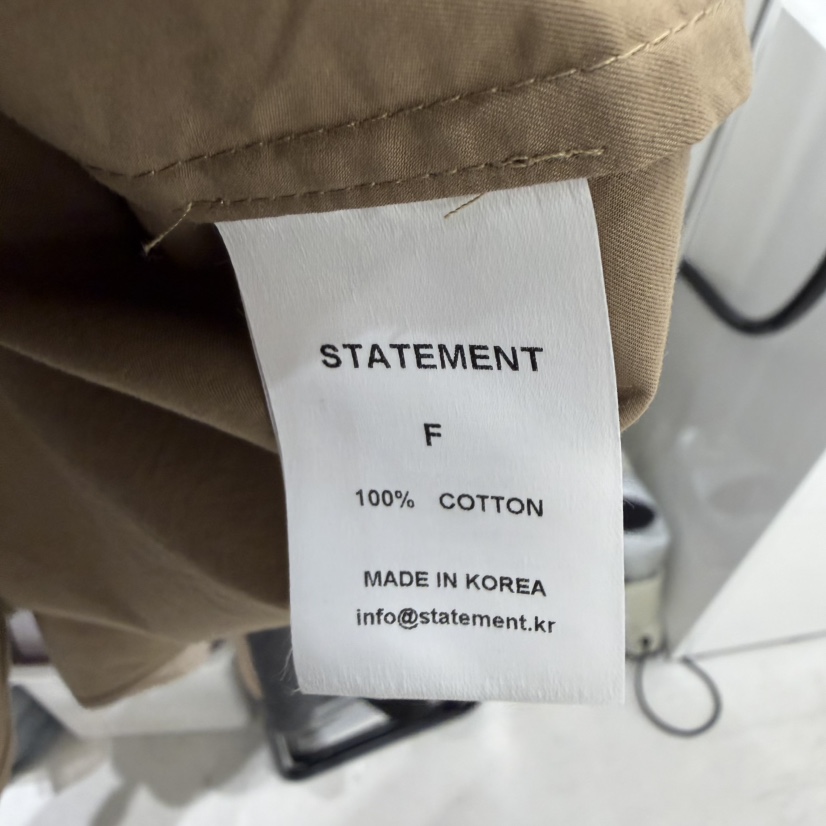 STATEMENT
F
100% COTTON
MADE IN KOREA
info@statement.kr